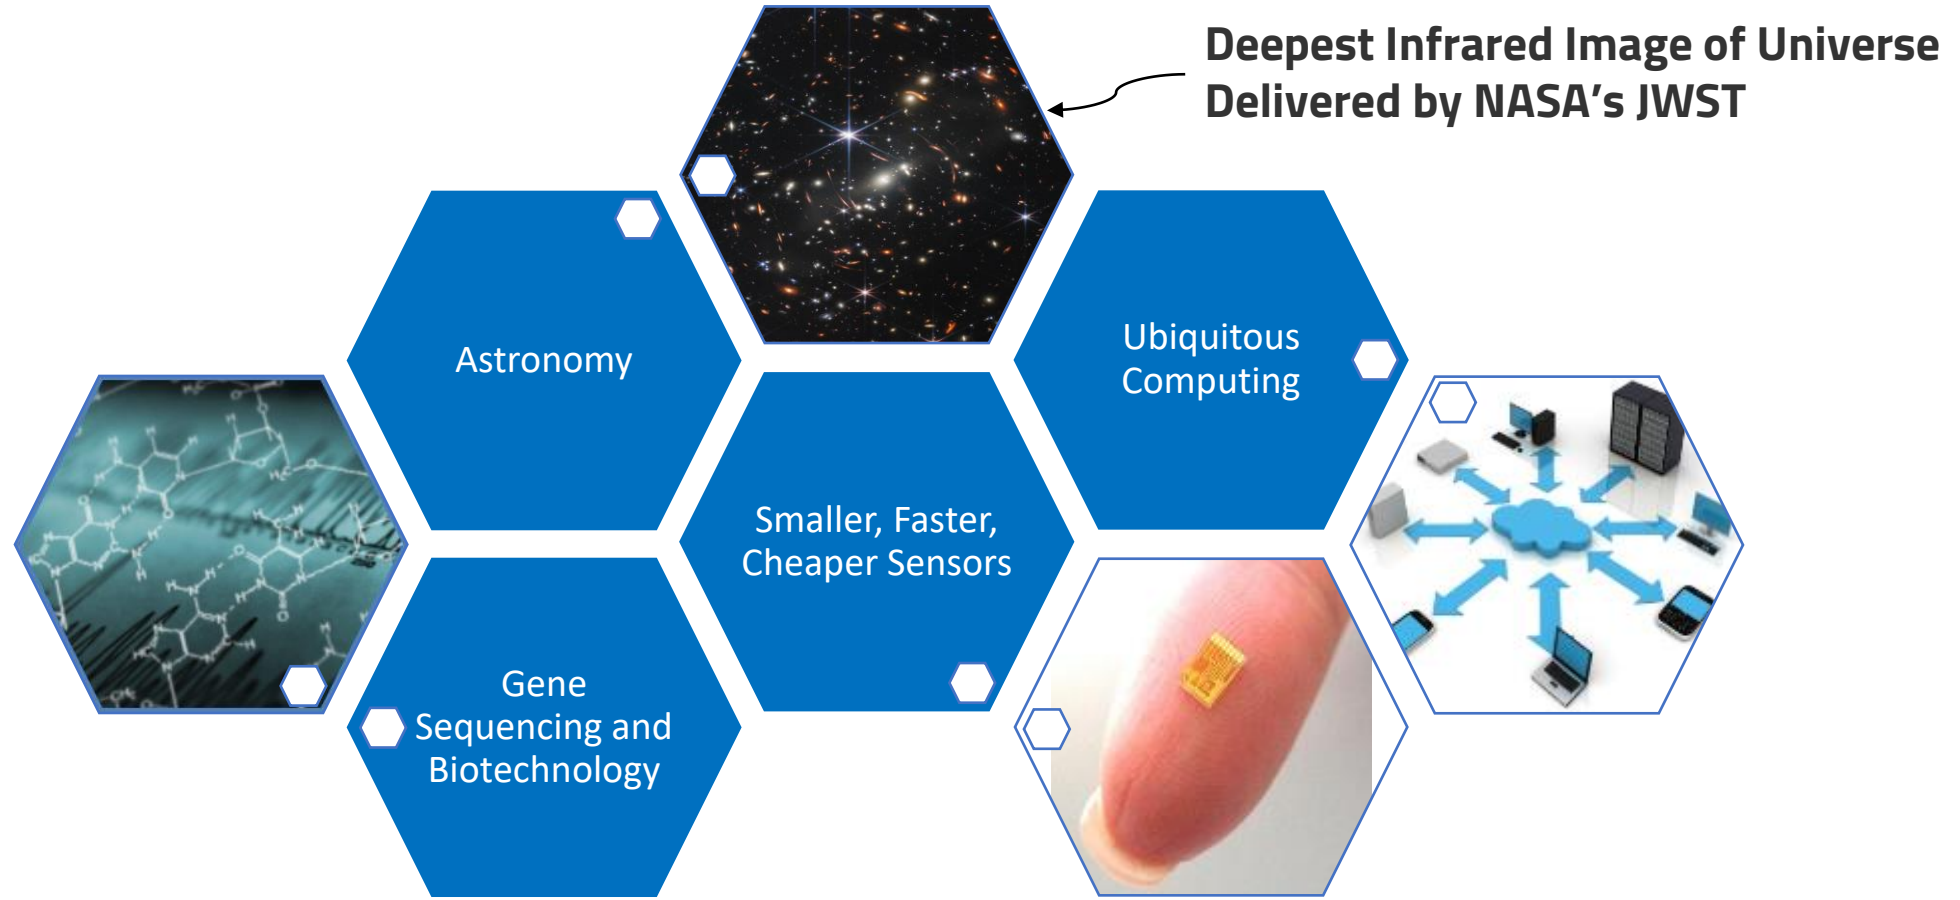 Deepest Infrared Image of Universe
Delivered by NASA's JWST
Astronomy
Ubiquitous
Computing
Smaller, Faster,
Cheaper Sensors
Gene
Sequencing and
Biotechnology